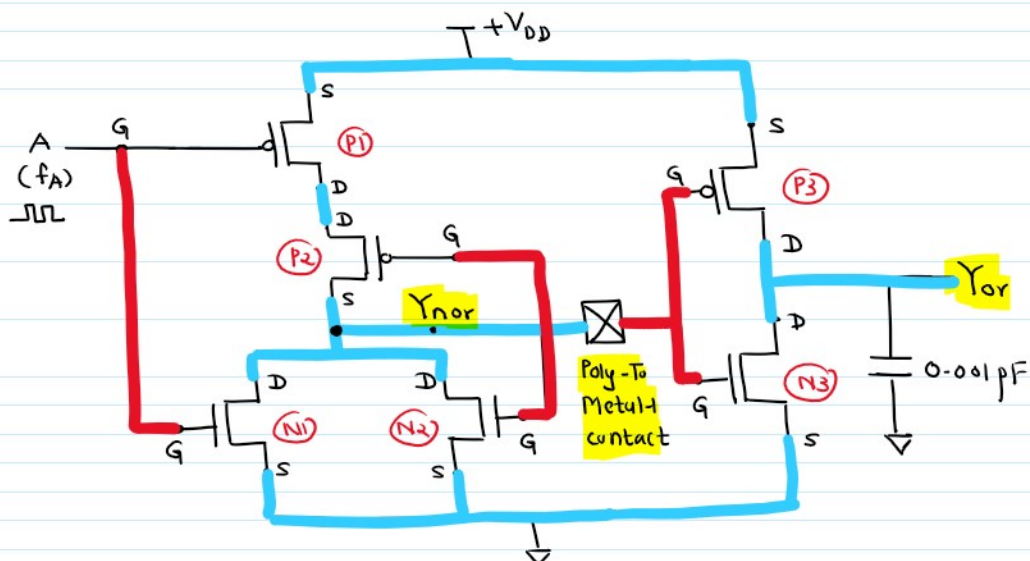 +VDD
S
S
A
G
P1
(fA)
G
P3
D
D
G
P2
D
S
Ynor
Yor
D
D
D
Poly-To
Metal-1
contact
N3
0.001pF
G
N1
N2
G
G
S
S
S